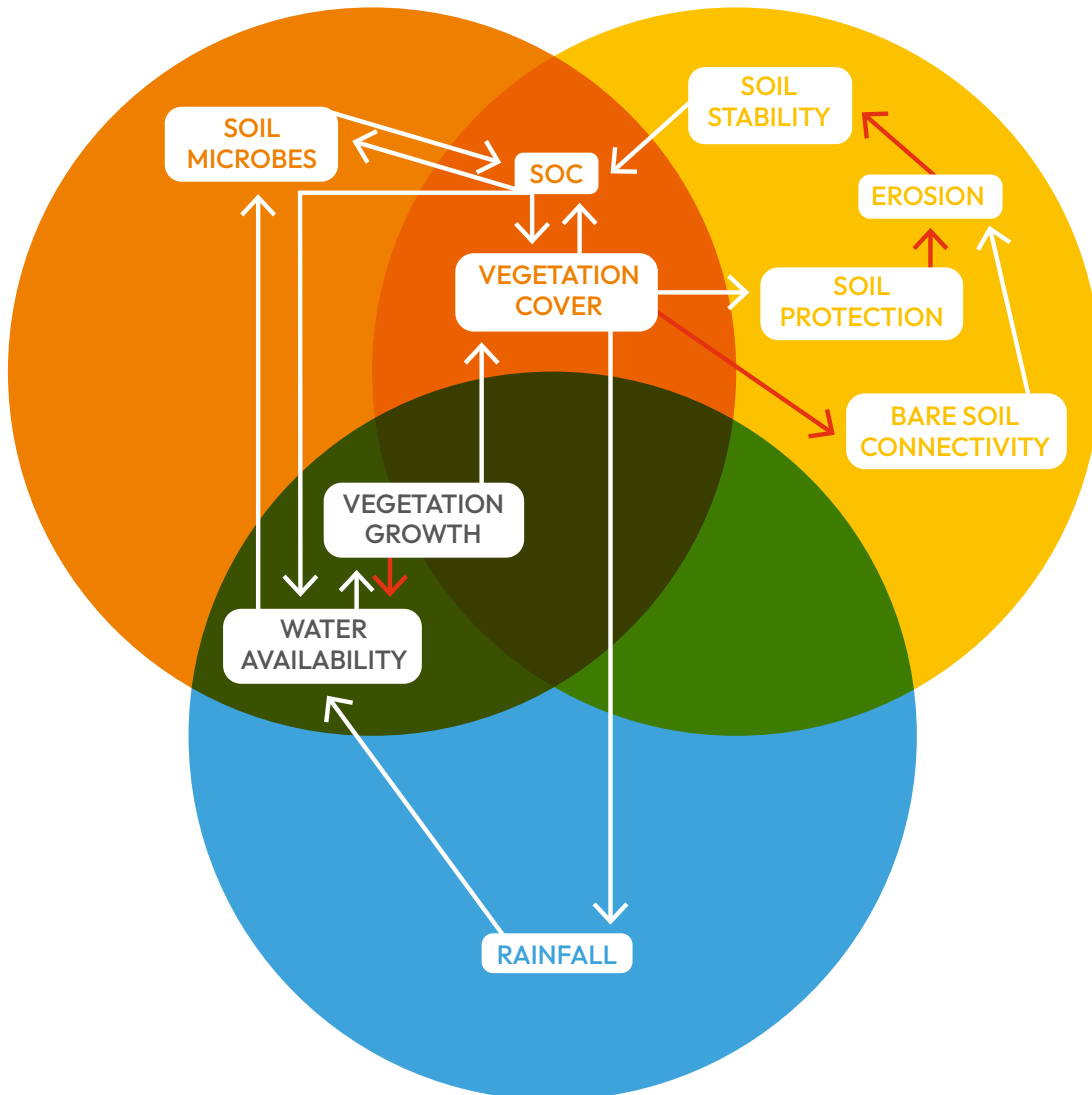 SOIL
STABILITY
SOIL
MICROBES
SOC
EROSION
VEGETATION
COVER
SOIL
PROTECTION
BARE SOIL
CONNECTIVITY
VEGETATION
GROWTH
WATER
AVAILABILITY
RAINFALL